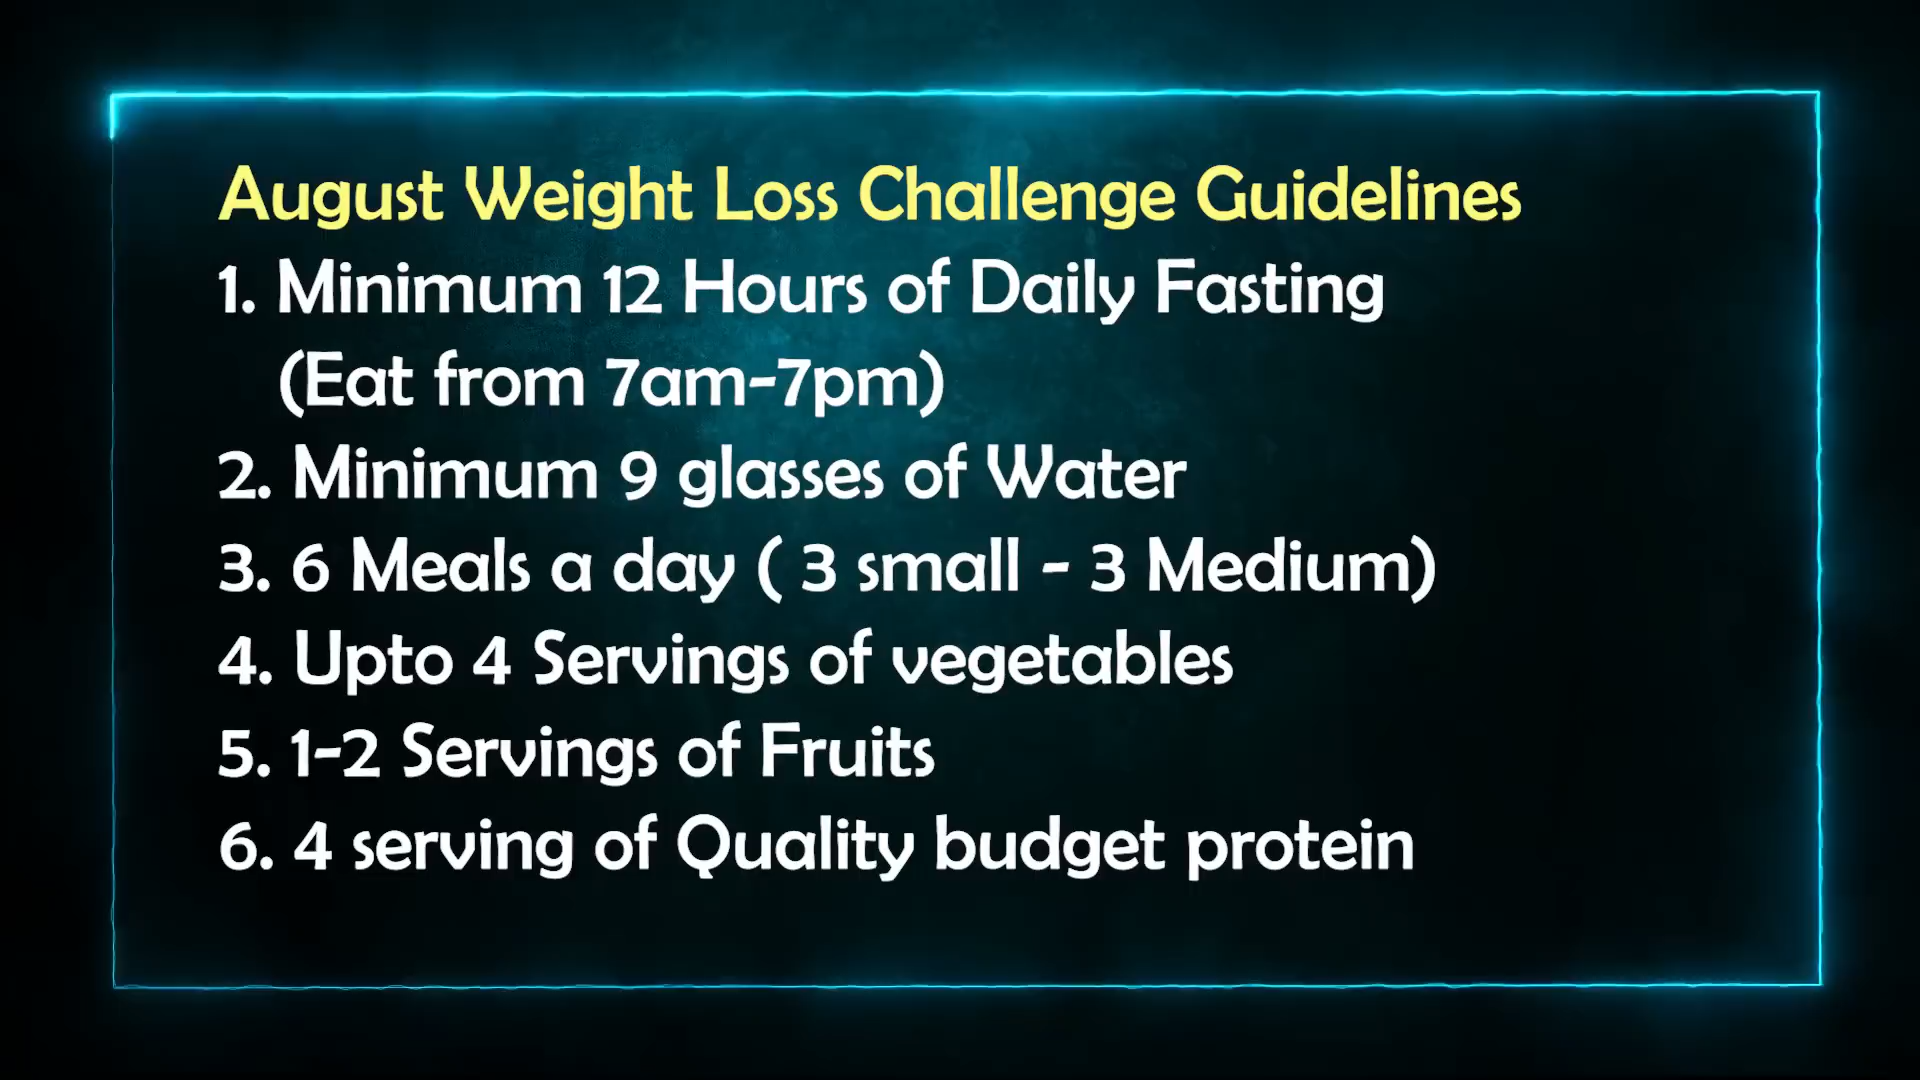 August Weight Loss Challenge Guidelines
1. Minimum 12 Hours of Daily Fasting
(Eat from 7am-7pm)
2. Minimum 9 glasses of Water
3. 6 Meals a day ( 3 small - 3 Medium)
4. Upto 4 Servings of vegetables
5. 1-2 Servings of Fruits
6. 4 serving of Quality budget protein